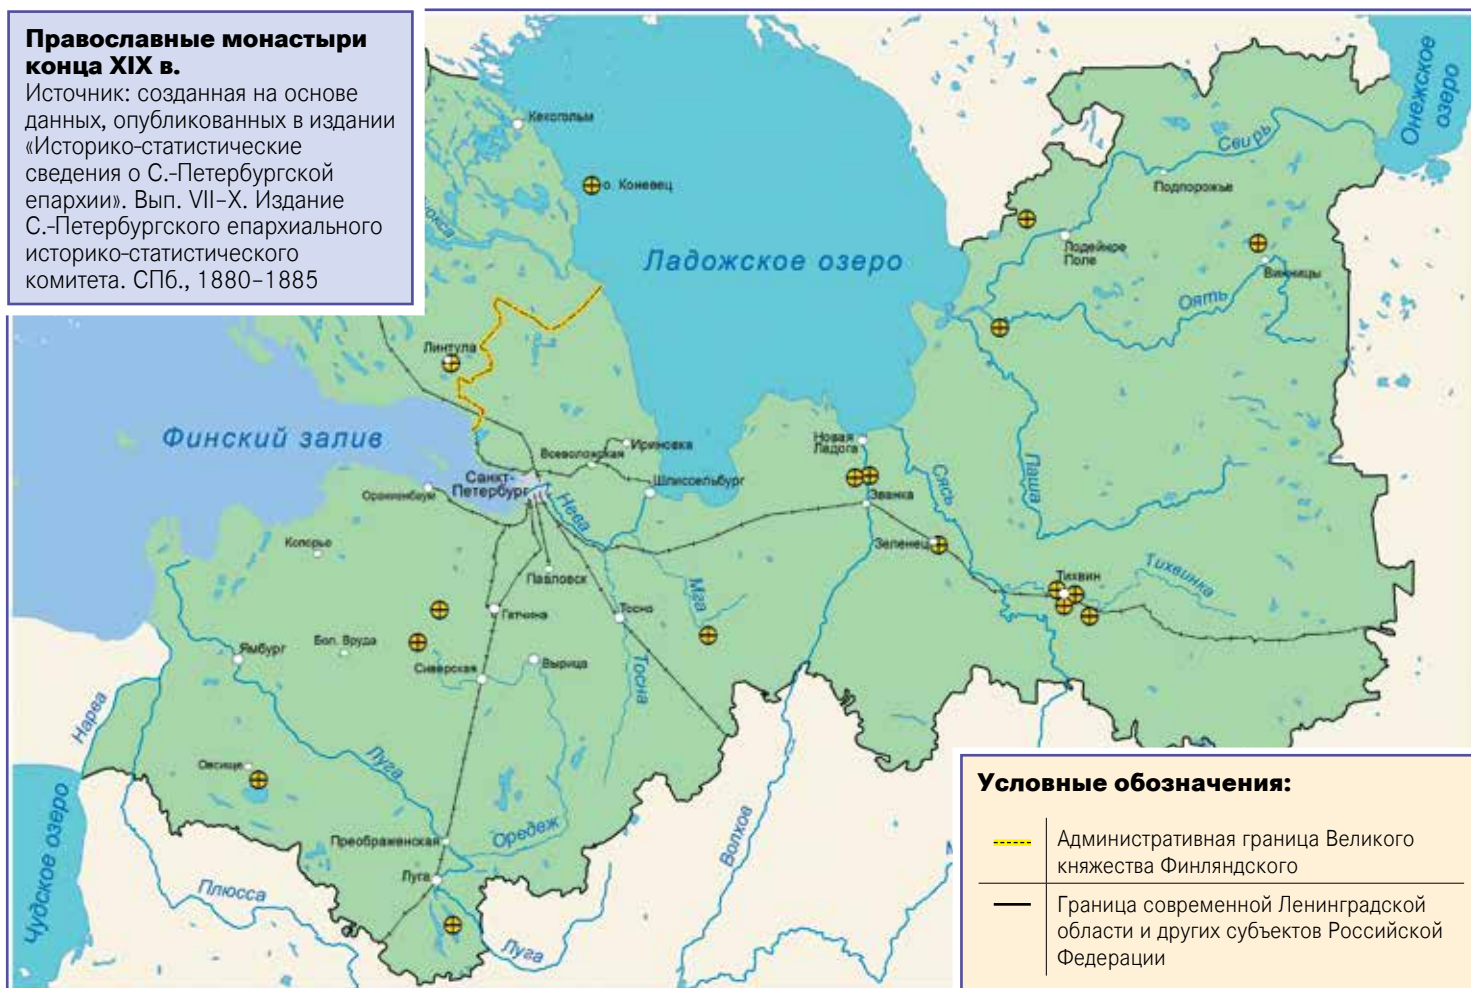 Православные монастыри
конца XIX в.
Источник: созданная на основе
данных, опубликованных в издании
«Историко-статистические
сведения о С.-Петербургской
епархии». Вып. VII–X. Издание
С.-Петербургского епархиального
историко-статистического
комитета. СПб., 1880–1885
Кексгольм
о. Коневец
Ладожское озеро
Онежское
озеро
Свирь
Подпорожье
Лодейное
Поле
Винницы
Оять
Линтула
Финский залив
Новая
Ладога
Ириновка
Всеволожская
Санкт-
Петербург
Шлиссельбург
Ораниенбаум
Нева
Званка
Сясь
Паша
Копорье
Зеленец
Павловск
Мга
Тихвин
Тихвинка
Гатчина
Тосно
Ямбург
Бол. Вруда
Сиверская
Вырица
Тосна
Нарва
Луга
Овсище
Чудское озеро
Преображенская
Оредеж
Волхов
Плюсса
Луга
Луга
Условные обозначения:
Административная граница Великого
княжества Финляндского
Граница современной Ленинградской
области и других субъектов Российской
Федерации